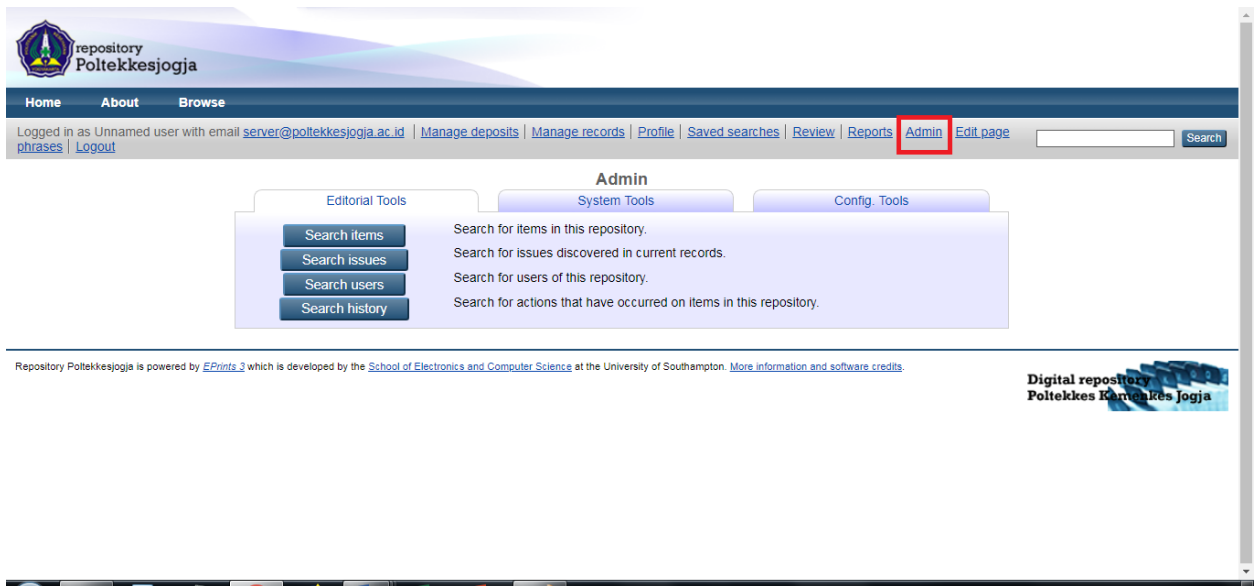 repository
Poltekkesjogja
Home About Browse
Logged in as Unnamed user with email server@poltekkesjogja.ac.id | Manage deposits | Manage records | Profile | Saved searches | Review | Reports | Admin | Edit page
phrases | Logout
Search
Admin
Editorial Tools System Tools Config. Tools
Search items Search for items in this repository.
Search issues Search for issues discovered in current records.
Search users Search for users of this repository.
Search history Search for actions that have occurred on items in this repository.
Repository Poltekkesjogja is powered by EPrints 3 which is developed by the School of Electronics and Computer Science at the University of Southampton. More information and software credits.
Digital repository
Poltekkes Kemenkes Jogja